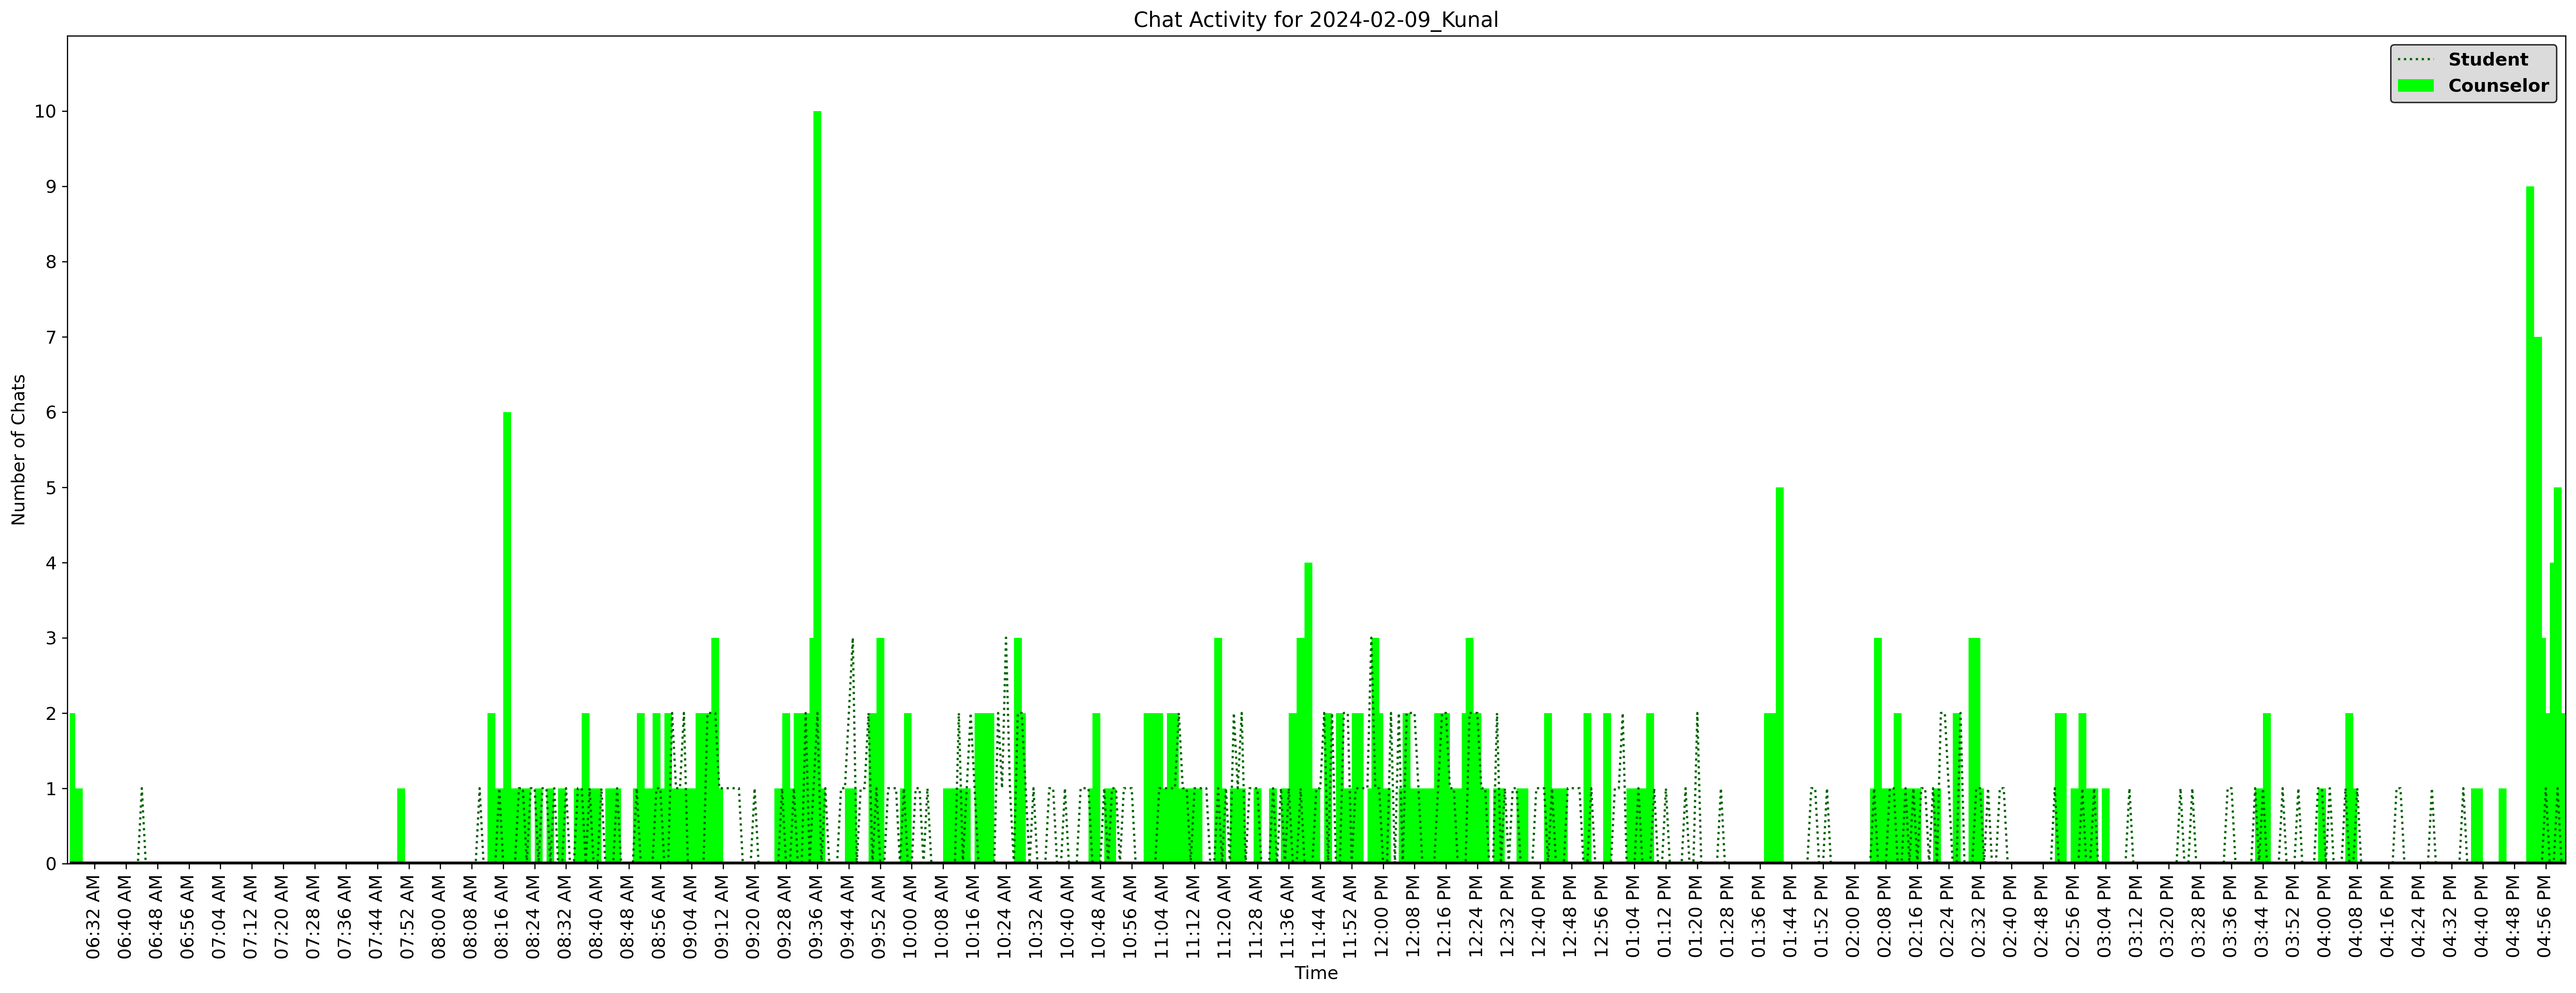 Chat Activity for 2024-02-09_Kunal
Student
Counselor
Number of Chats
10
9
8
7
6
5
4
3
2
1
0
06:32 AM
06:40 AM
06:48 AM
06:56 AM
07:04 AM
07:12 AM
07:20 AM
07:28 AM
07:36 AM
07:44 AM
07:52 AM
08:00 AM
08:08 AM
08:16 AM
08:24 AM
08:32 AM
08:40 AM
08:48 AM
08:56 AM
09:04 AM
09:12 AM
09:20 AM
09:28 AM
09:36 AM
09:44 AM
09:52 AM
10:00 AM
10:08 AM
10:16 AM
10:24 AM
10:32 AM
10:40 AM
10:48 AM
10:56 AM
11:04 AM
11:12 AM
11:20 AM
11:28 AM
11:36 AM
11:44 AM
11:52 AM
12:00 PM
12:08 PM
12:16 PM
12:24 PM
12:32 PM
12:40 PM
12:48 PM
12:56 PM
01:04 PM
01:12 PM
01:20 PM
01:28 PM
01:36 PM
01:44 PM
01:52 PM
02:00 PM
02:08 PM
02:16 PM
02:24 PM
02:32 PM
02:40 PM
02:48 PM
02:56 PM
03:04 PM
03:12 PM
03:20 PM
03:28 PM
03:36 PM
03:44 PM
03:52 PM
04:00 PM
04:08 PM
04:16 PM
04:24 PM
04:32 PM
04:40 PM
04:48 PM
04:56 PM
Time